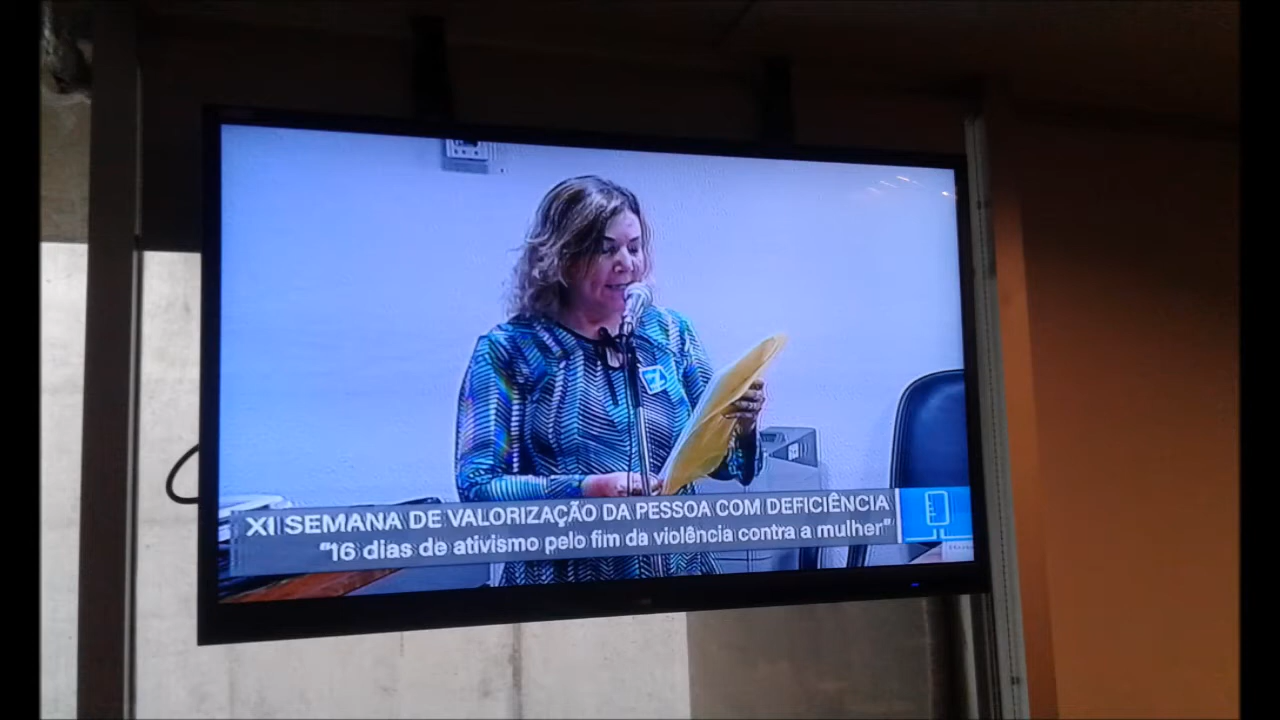 XI SEMANA DE VALORIZAÇÃO DA PESSOA COM DEFICIÊNCIA
"16 dias de ativismo pelo fim da violência contra a mulher"